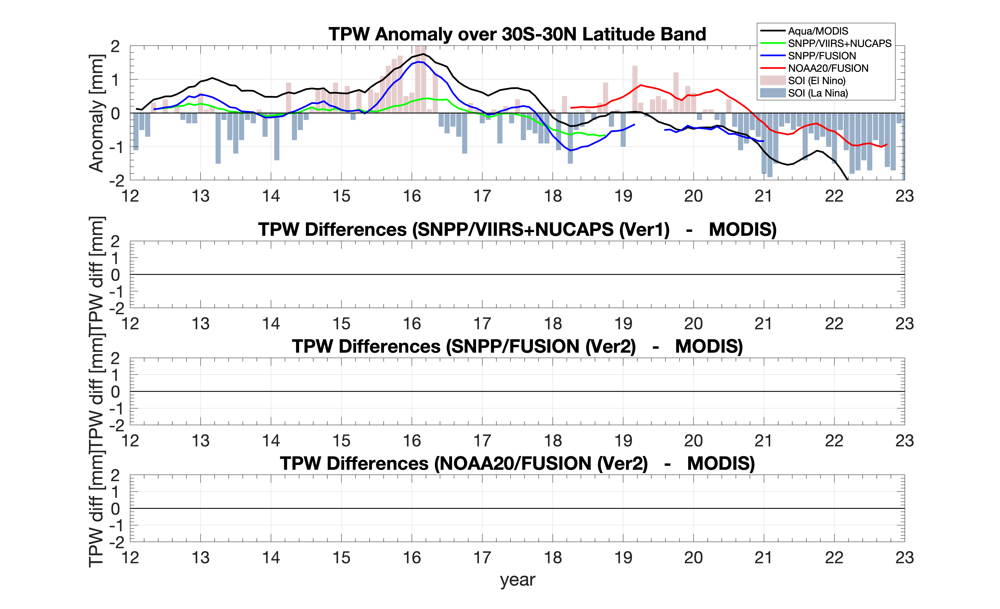 TPW Anomaly over 30S-30N Latitude Band
Aqua/MODIS
SNPP/VIIRS+NUCAPS
SNPP/FUSION
NOAA20/FUSION
SOI (El Nino)
SOI (La Nina)
Anomaly [mm]
2
1
0
-1
-2
12 13 14 15 16 17 18 19 20 21 22 23
TPW Differences (SNPP/VIIRS+NUCAPS (Ver1) - MODIS)
TPW diff [mm]
2
1
0
-1
-2
12 13 14 15 16 17 18 19 20 21 22 23
TPW Differences (SNPP/FUSION (Ver2) - MODIS)
TPW diff [mm]
2
1
0
-1
-2
12 13 14 15 16 17 18 19 20 21 22 23
TPW Differences (NOAA20/FUSION (Ver2) - MODIS)
TPW diff [mm]
2
1
0
-1
-2
12 13 14 15 16 17 18 19 20 21 22 23
year